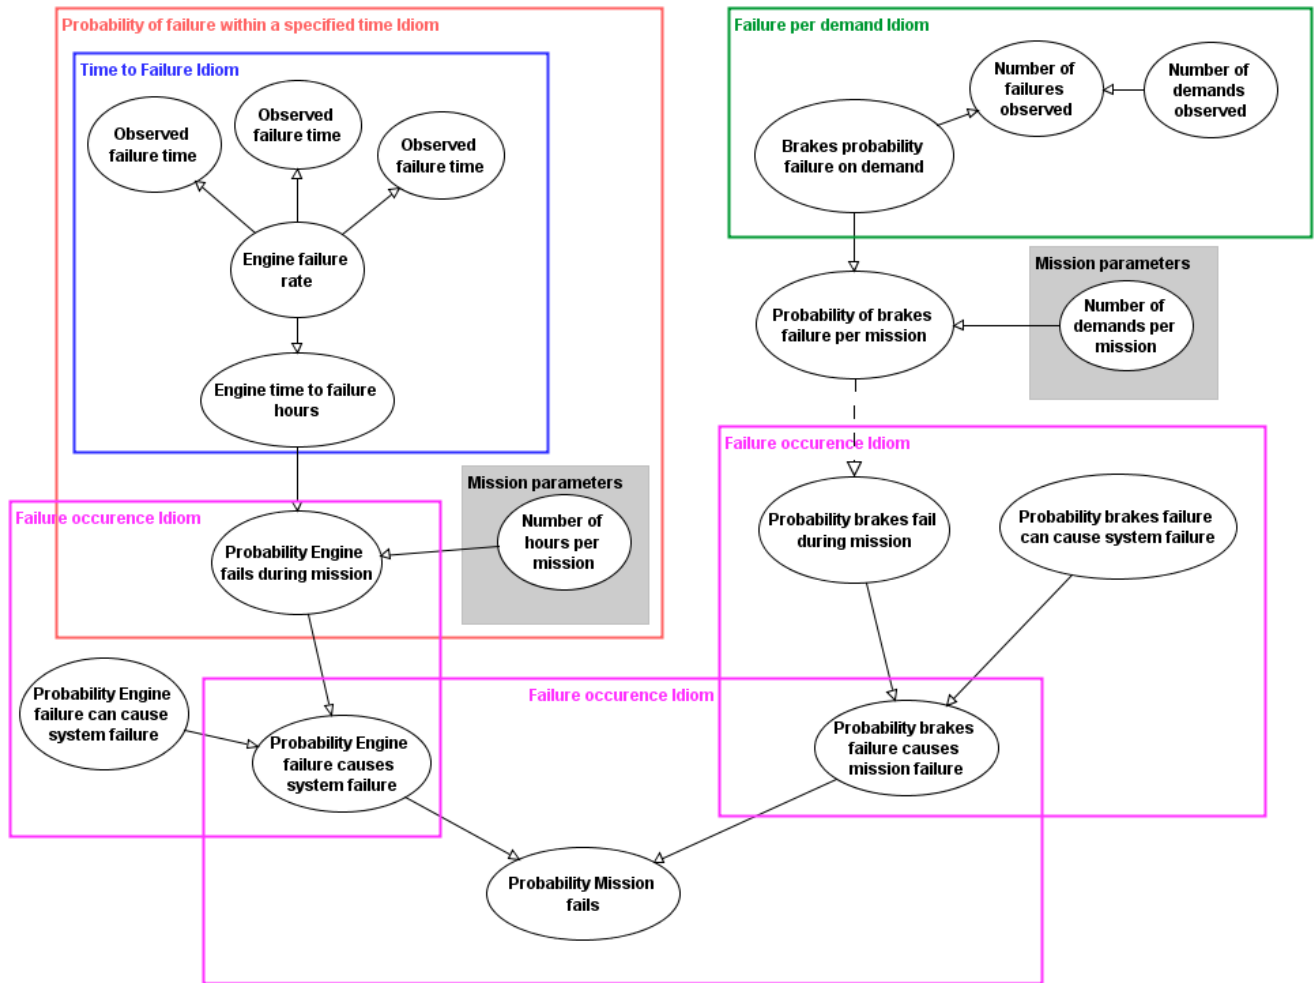 Probability of failure within a specified time Idiom
Time to Failure Idiom
Observed
failure time
Observed
failure time
Observed
failure time
Engine failure
rate
Engine time to failure
hours
Mission parameters
Number of
hours per
mission
Failure occurence Idiom
Probability Engine
fails during mission
Probability Engine
failure can cause
system failure
Probability Engine
failure causes
system failure
Failure per demand Idiom
Number of
failures
observed
Number of
demands
observed
Brakes probability
failure on demand
Mission parameters
Number of
demands per
mission
Probability of brakes
failure per mission
Failure occurence Idiom
Probability brakes fail
during mission
Probability brakes failure
can cause system failure
Probability brakes
failure causes
mission failure
Failure occurence Idiom
Probability Mission
fails